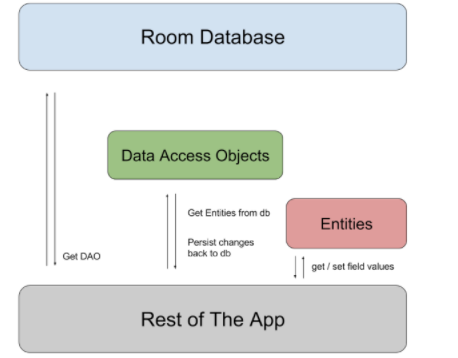 Room Database
Data Access Objects
Get Entities from db
Persist changes
back to db
Entities
Get DAO
get / set field values
Rest of The App